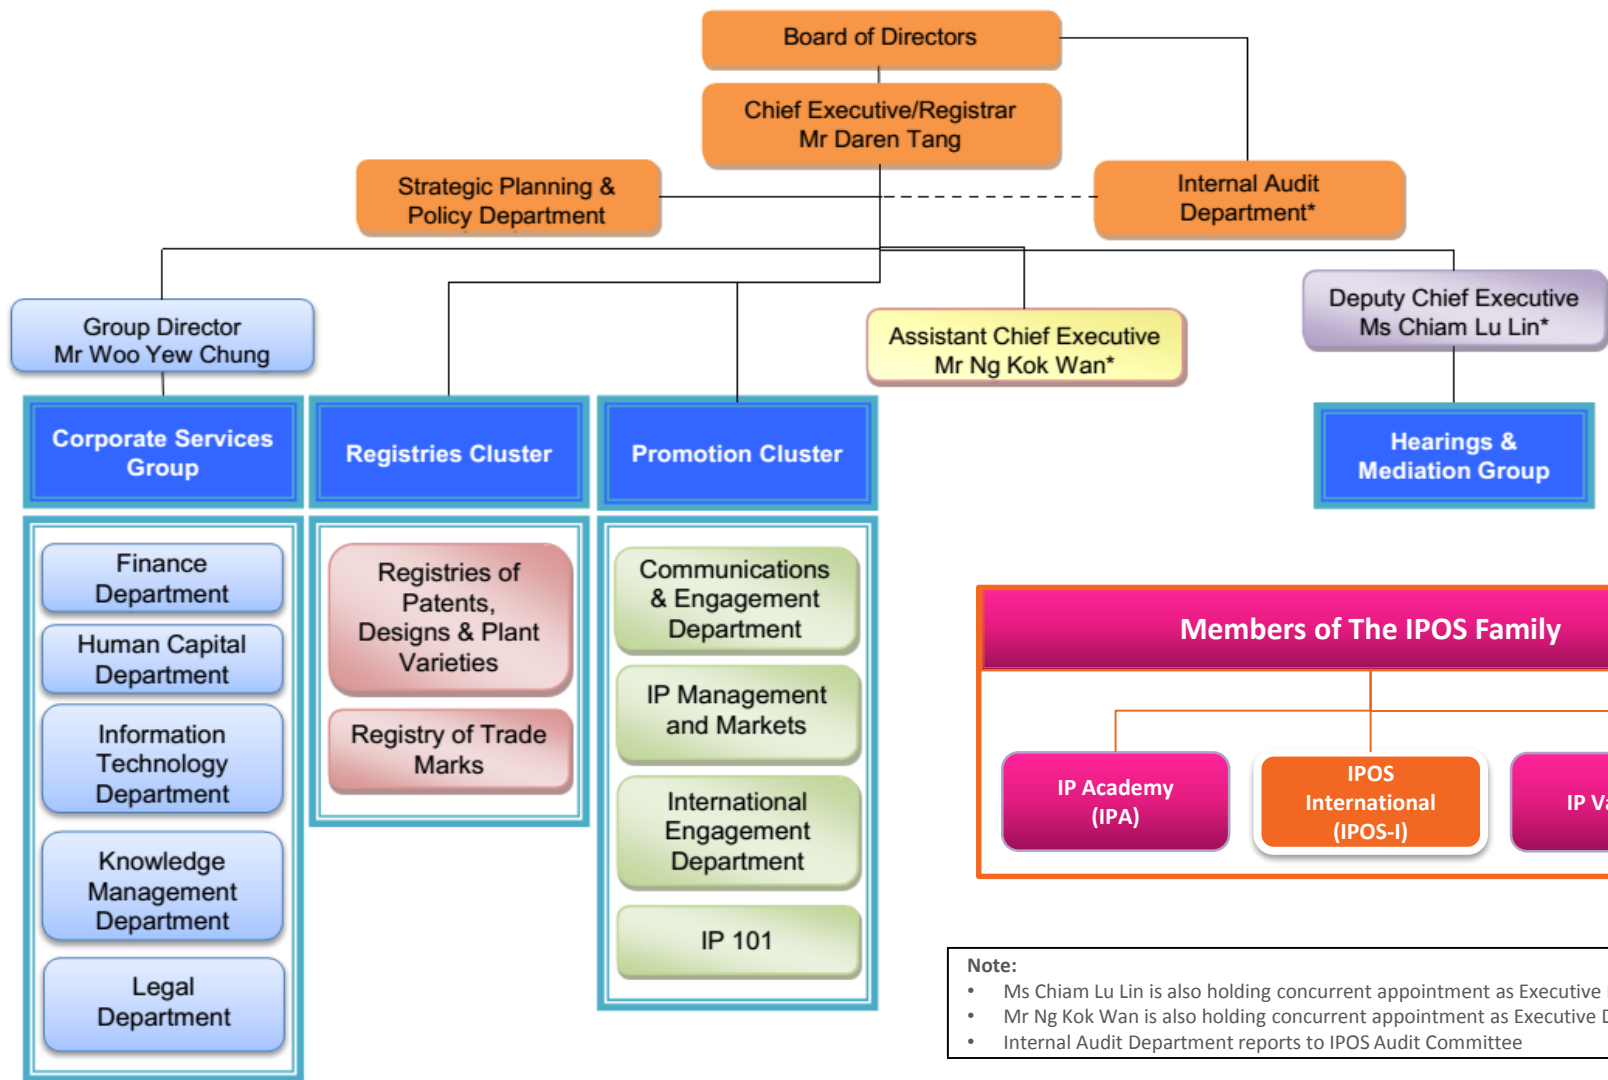 Board of Directors
Chief Executive/Registrar
Mr Daren Tang
Strategic Planning &
Policy Department
Internal Audit
Department*
Group Director
Mr Woo Yew Chung
Assistant Chief Executive
Mr Ng Kok Wan*
Deputy Chief Executive
Ms Chiam Lu Lin*
Corporate Services
Group
Registries Cluster
Promotion Cluster
Hearings &
Mediation Group
Finance
Department
Human Capital
Department
Information
Technology
Department
Knowledge
Management
Department
Legal
Department
Registries of
Patents,
Designs & Plant
Varieties
Registry of Trade
Marks
Communications
& Engagement
Department
IP Management
and Markets
International
Engagement
Department
IP 101
Members of The IPOS Family
IP Academy
(IPA)
IPOS
International
(IPOS-I)
IP
Note:
• Ms Chiam Lu Lin is also holding concurrent appointment as Executive
• Mr Ng Kok Wan is also holding concurrent appointment as Executive
• Internal Audit Department reports to IPOS Audit Committee